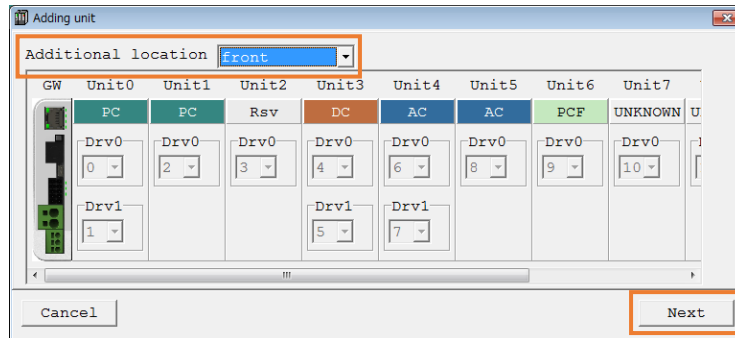 Adding unit
Additional location front
GW Unit0 Unit1 Unit2 Unit3 Unit4 Unit5 Unit6 Unit7
PC PC Rsv DC AC AC PCF UNKNOWN U
Drv0 Drv0 Drv0 Drv0 Drv0 Drv0 Drv0 Drv0
0 2 3 4 6 8 9 10
Drv1 Drv1 Drv1
1 5 7
Cancel Next